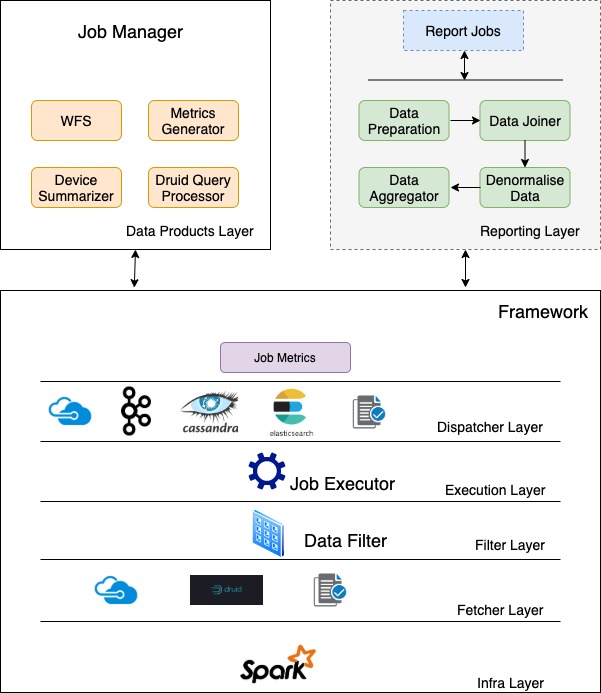 Job Manager
WFS
Metrics
Generator
Device
Summarizer
Druid Query
Processor
Data Products Layer
Report Jobs
Data
Preparation
Data Joiner
Data
Aggregator
Denormalise
Data
Reporting Layer
Framework
Job Metrics
cassandra
elasticsearch
Dispatcher Layer
Job Executor
Execution Layer
Data Filter
Filter Layer
druid
Fetcher Layer
Spark
Infra Layer